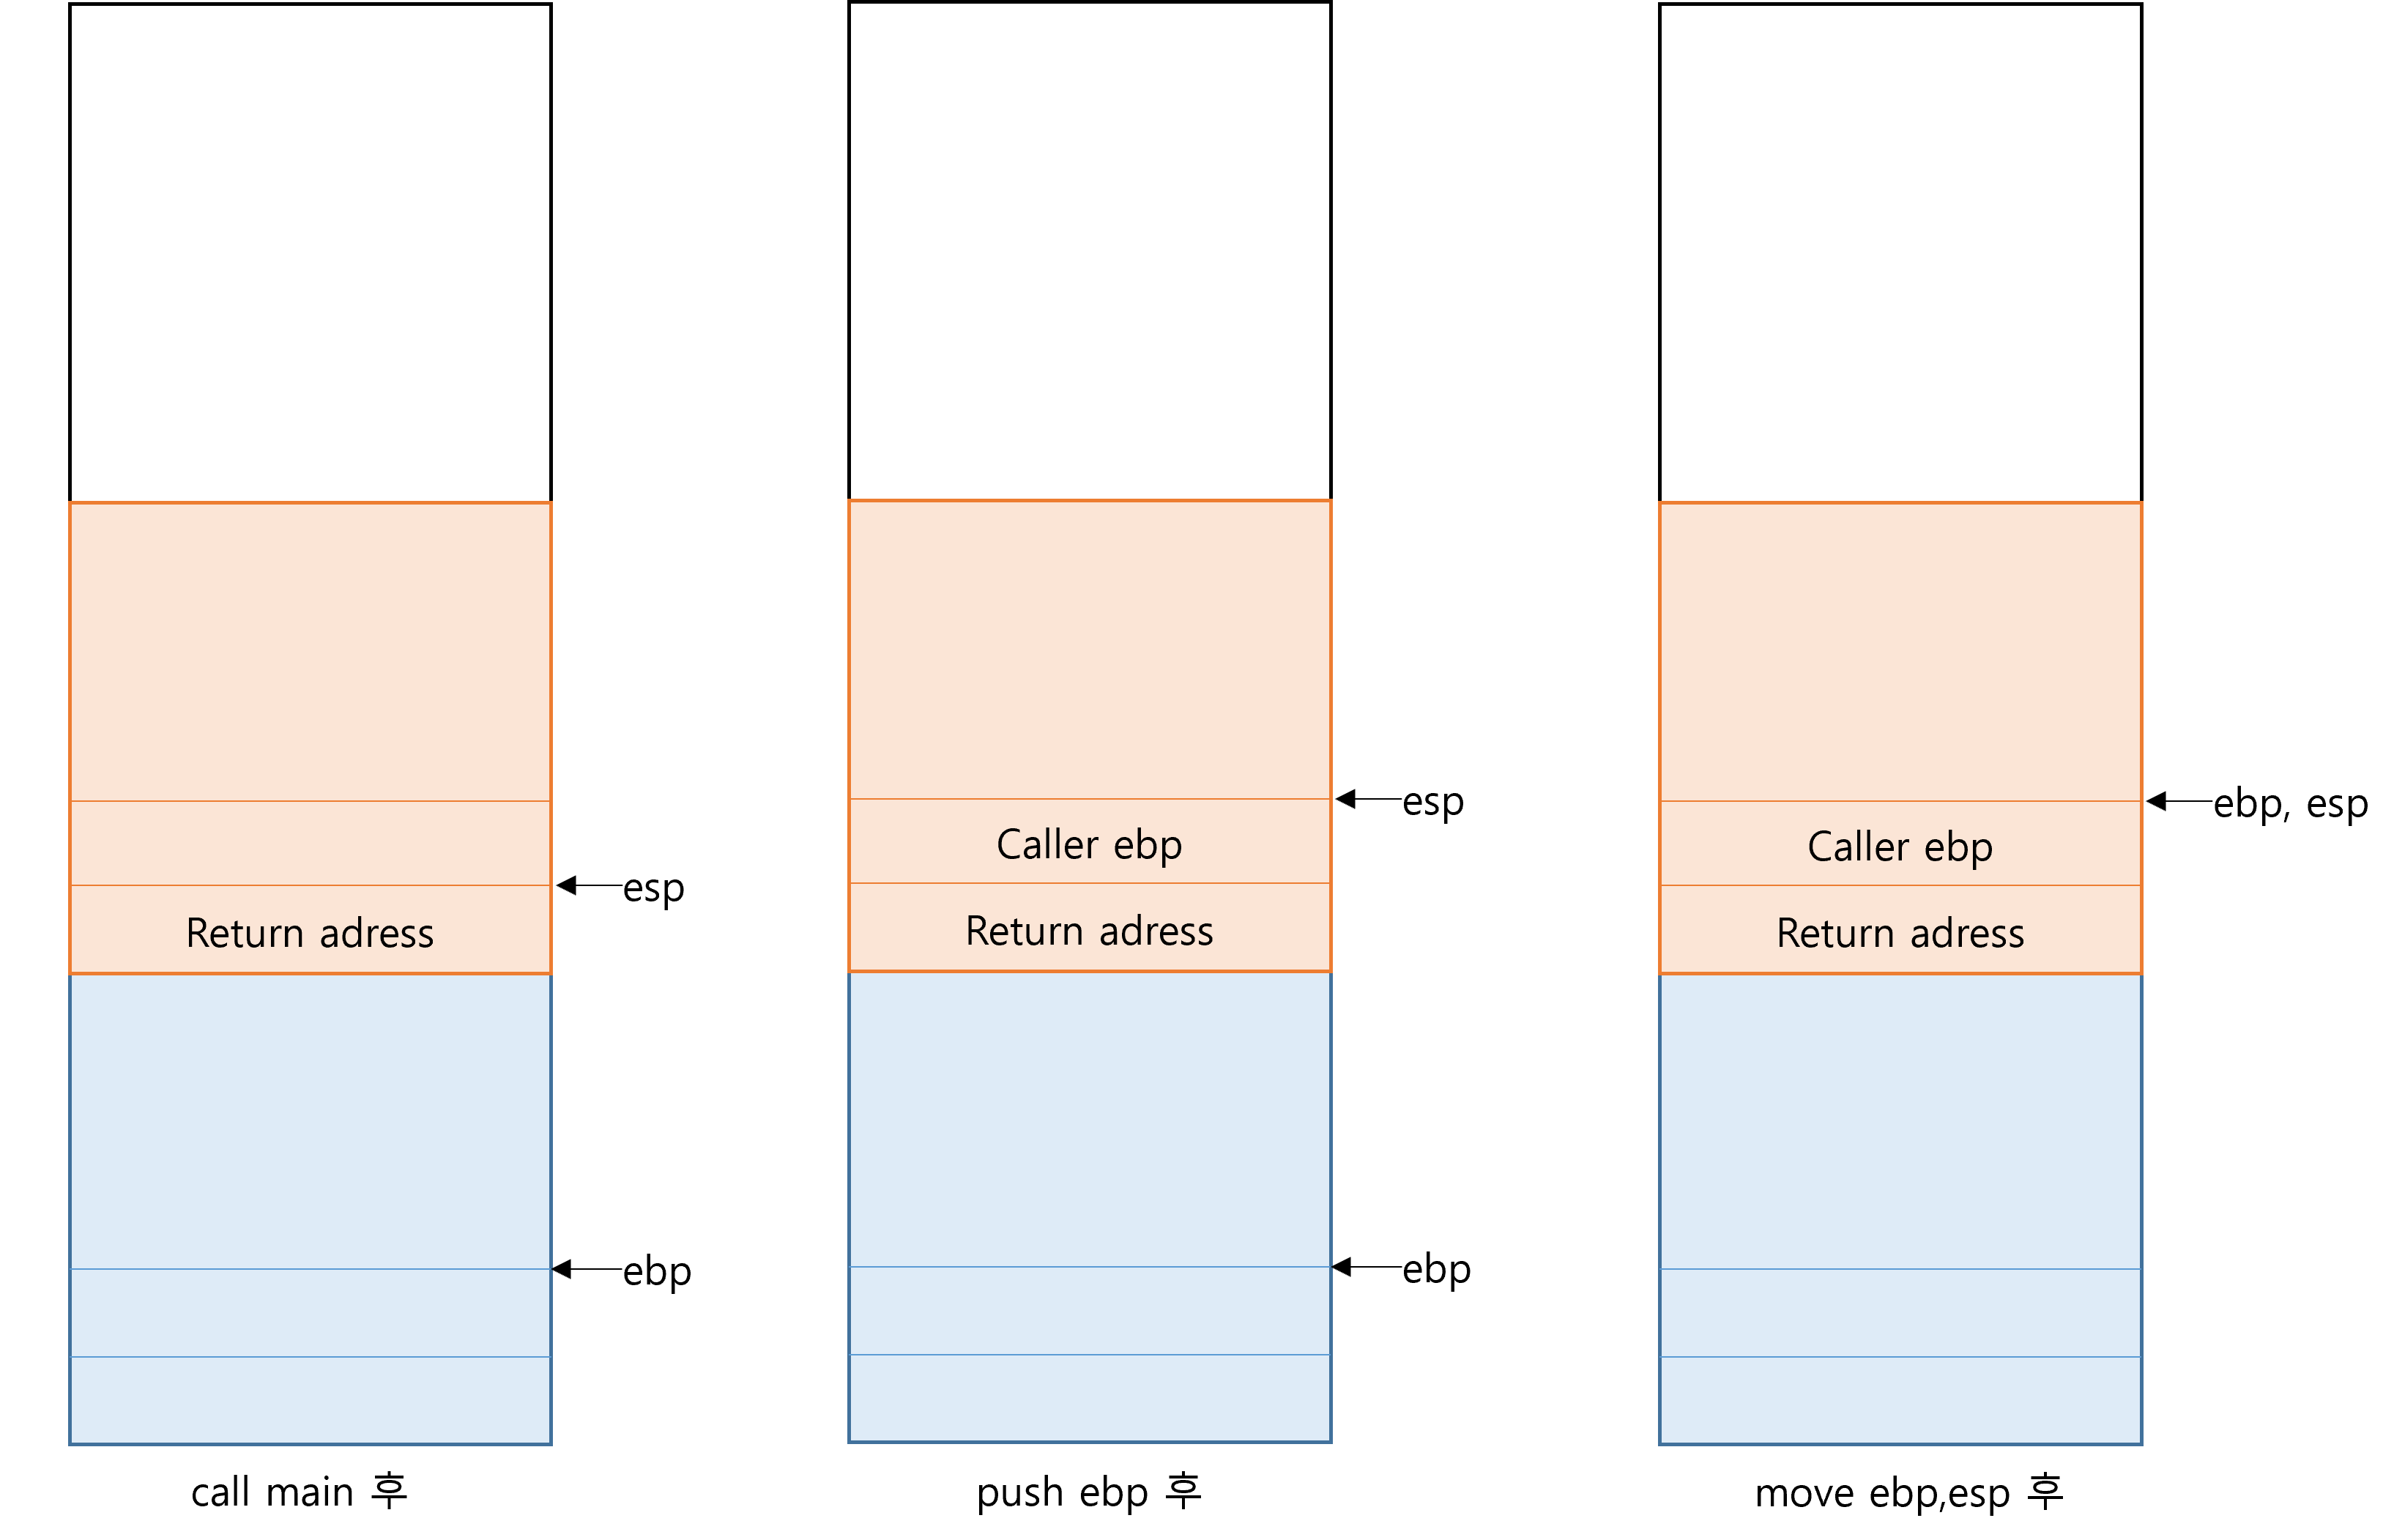 Return adress
esp
ebp
call main 후
Caller ebp
Return adress
esp
ebp
push ebp 후
Caller ebp
Return adress
ebp, esp
move ebp,esp 후